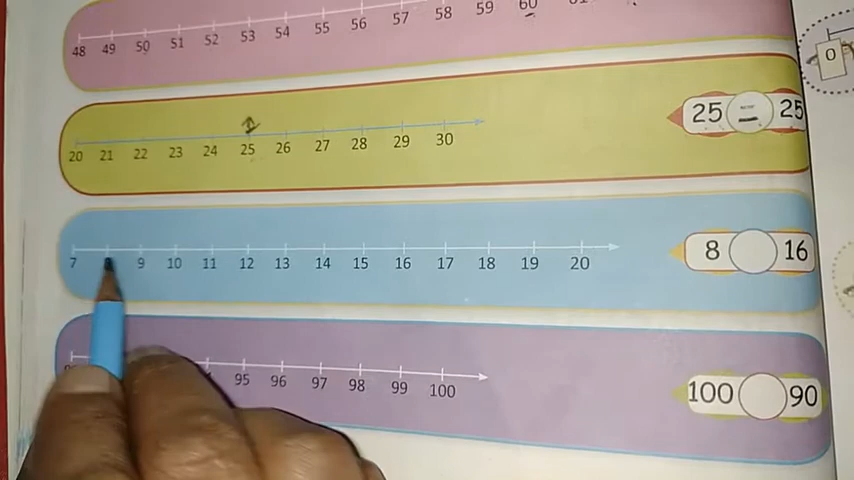 48 49 50 51 52 53 54 55 56 57 58 59 60
0
20 21 22 23 24 25 26 27 28 29 30
25 = 25
7 8 9 10 11 12 13 14 15 16 17 18 19 20
8 16
95 96 97 98 99 100
100 90